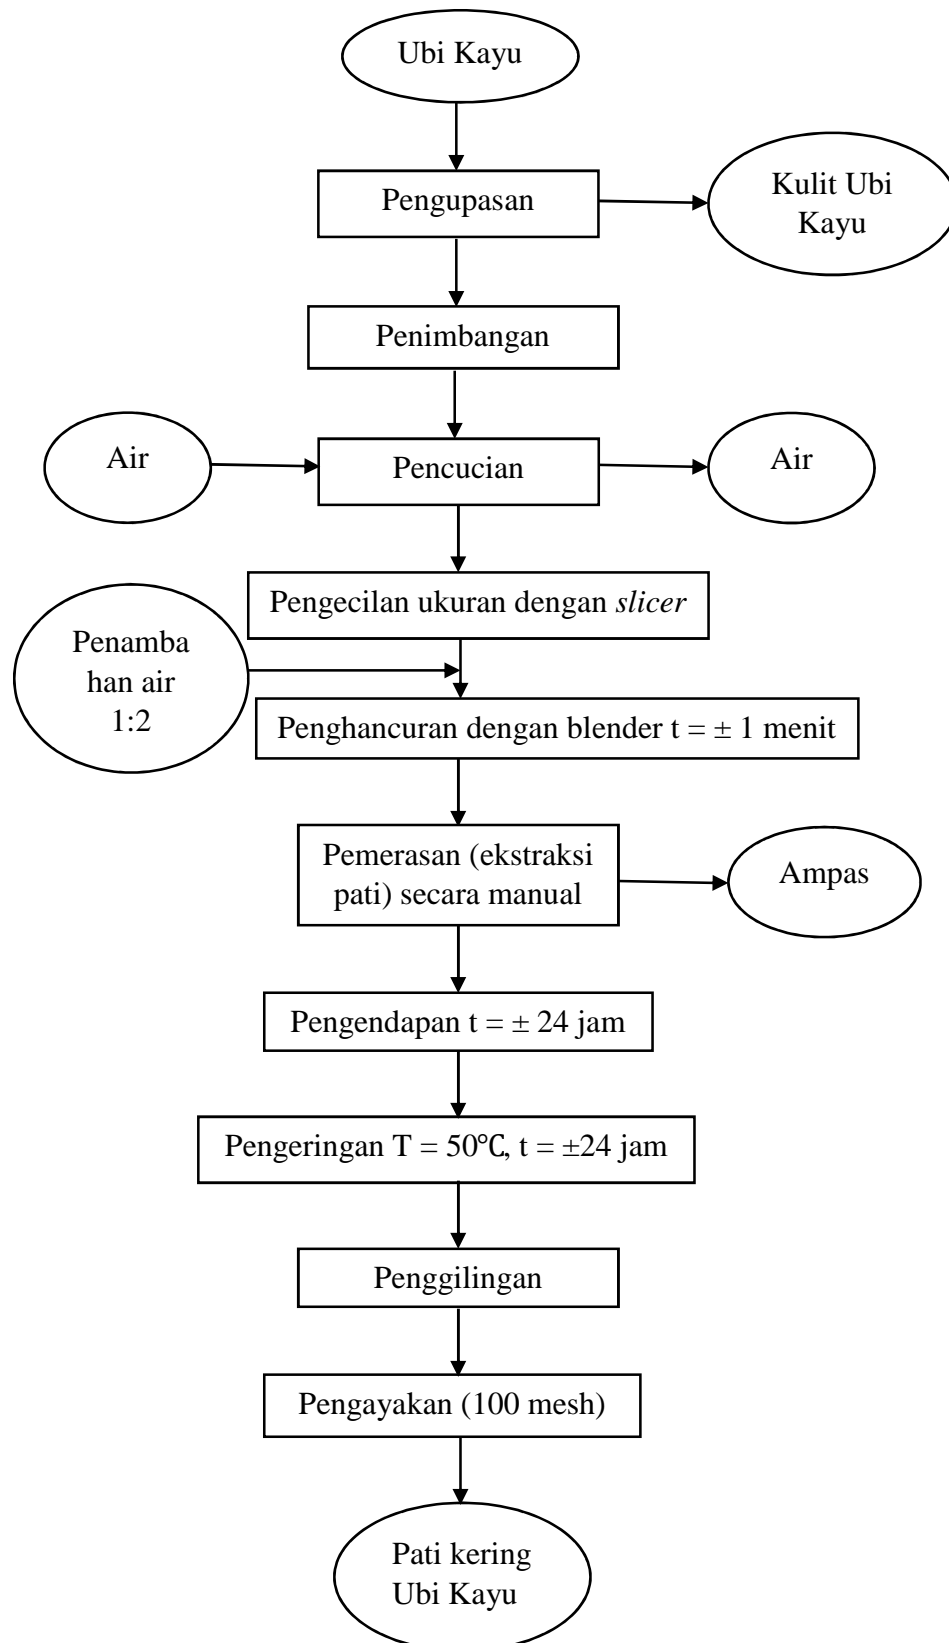 Ubi Kayu
Pengupasan
Kulit Ubi
Kayu
Penimbangan
Air
Pencucian
Air
Pengecilan ukuran dengan slicer
Penamba
han air
1:2
Penghancuran dengan blender t = ± 1 menit
Pemerasan (ekstraksi
pati) secara manual
Ampas
Pengendapan t = ± 24 jam
Pengeringan T = 50℃, t = ±24 jam
Penggilingan
Pengayakan (100 mesh)
Pati kering
Ubi Kayu